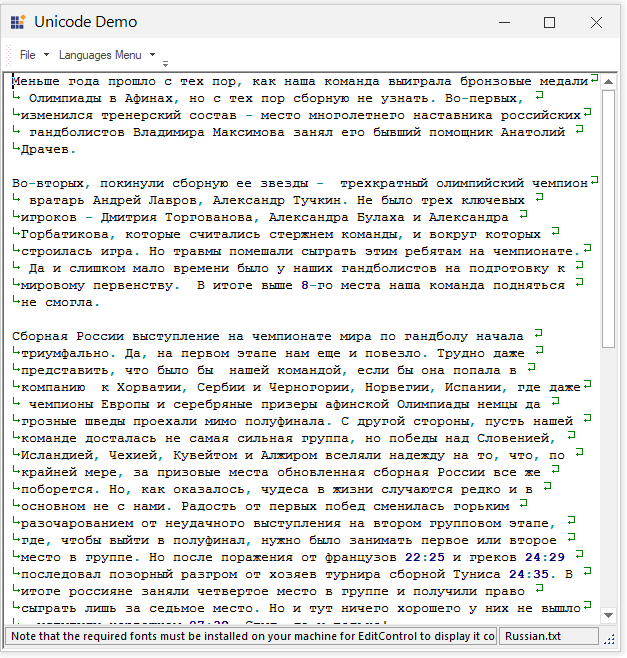 Unicode Demo
File Languages Menu
Меньше года прошло с тех пор, как наша команда выиграла бронзовые медали
Олимпиады в Афинах, но с тех пор сборную не узнать. Во-первых,
изменился тренерский состав - место многолетнего наставника российских
гандболистов Владимира Максимова занял его бывший помощник Анатолий
Драчев.
Во-вторых, покинули сборную ее звезды -  трехкратный олимпийский чемпион
вратарь Андрей Лавров, Александр Тучкин. Не было трех ключевых
игроков - Дмитрия Торгованова, Александра Булаха и Александра
Горбатикова, которые считались стержнем команды, и вокруг которых
строилась игра. Но травмы помешали сыграть этим ребятам на чемпионате.
Да и слишком мало времени было у наших гандболистов на подготовку к
мировому первенству.  В итоге выше 8-го места наша команда подняться
не смогла.
Сборная России выступление на чемпионате мира по гандболу начала
триумфально. Да, на первом этапе нам еще и повезло. Трудно даже
представить, что было бы  нашей командой, если бы она попала в
компанию  к Хорватии, Сербии и Черногории, Норвегии, Испании, где даже
чемпионы Европы и серебряные призеры афинской Олимпиады немцы да
грозные шведы проехали мимо полуфинала. С другой стороны, пусть нашей
команде досталась не самая сильная группа, но победы над Словенией,
Исландией, Чехией, Кувейтом и Алжиром вселяли надежду на то, что, по
крайней мере, за призовые места обновленная сборная России все же
поборется. Но, как оказалось, чудеса в жизни случаются редко и в
основном не с нами. Радость от первых побед сменилась горьким
разочарованием от неудачного выступления на втором групповом этапе,
где, чтобы выйти в полуфинал, нужно было занимать первое или второе
место в группе. Но после поражения от французов 22:25 и греков 24:29
последовал позорный разгром от хозяев турнира сборной Туниса 24:35. В
итоге россияне заняли четвертое место в группе и получили право
сыграть лишь за седьмое место. Но и тут ничего хорошего у них не вышло
Note that the required fonts must be installed on your machine for EditControl to display it co
Russian.txt